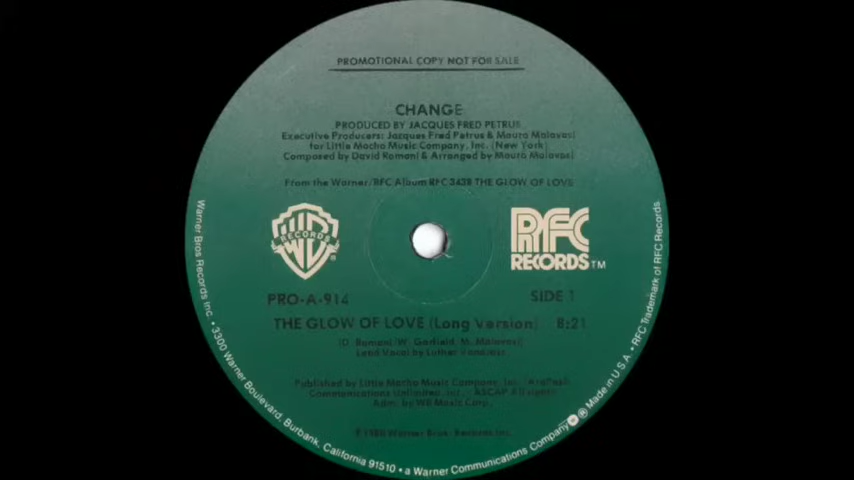 PROMOTIONAL COPY NOT FOR SALE
CHANGE
PRODUCED BY JACQUES FRED PETRUS
Executive Producers: Jacques Fred Petrus & Mauro Malavasi
for Little Macho Music Company, Inc. (New York)
Composed by David Romani & Arranged by Mauro Malavasi
From the Warner/RFC Album RFC 3438 THE GLOW OF LOVE
WB
RECORDS
RFC
RECORDS TM
PRO-A-914
SIDE 1
THE GLOW OF LOVE (Long Version) 8:21
(D. Romani/W. Garfield, M. Malavasi)
Lead Vocal by Luther Vandross
Published by Little Macho Music Company, Inc.
Communications Unlimited, Inc. - ASCAP
Adm. by WB Music Corp.
Warner Bros. Records Inc.
Warner Bros Records Inc. • 3300 Warner Boulevard, Burbank, California 91510 • a Warner Communications Company
® Made in U.S.A. • RFC Trademark of RFC Records